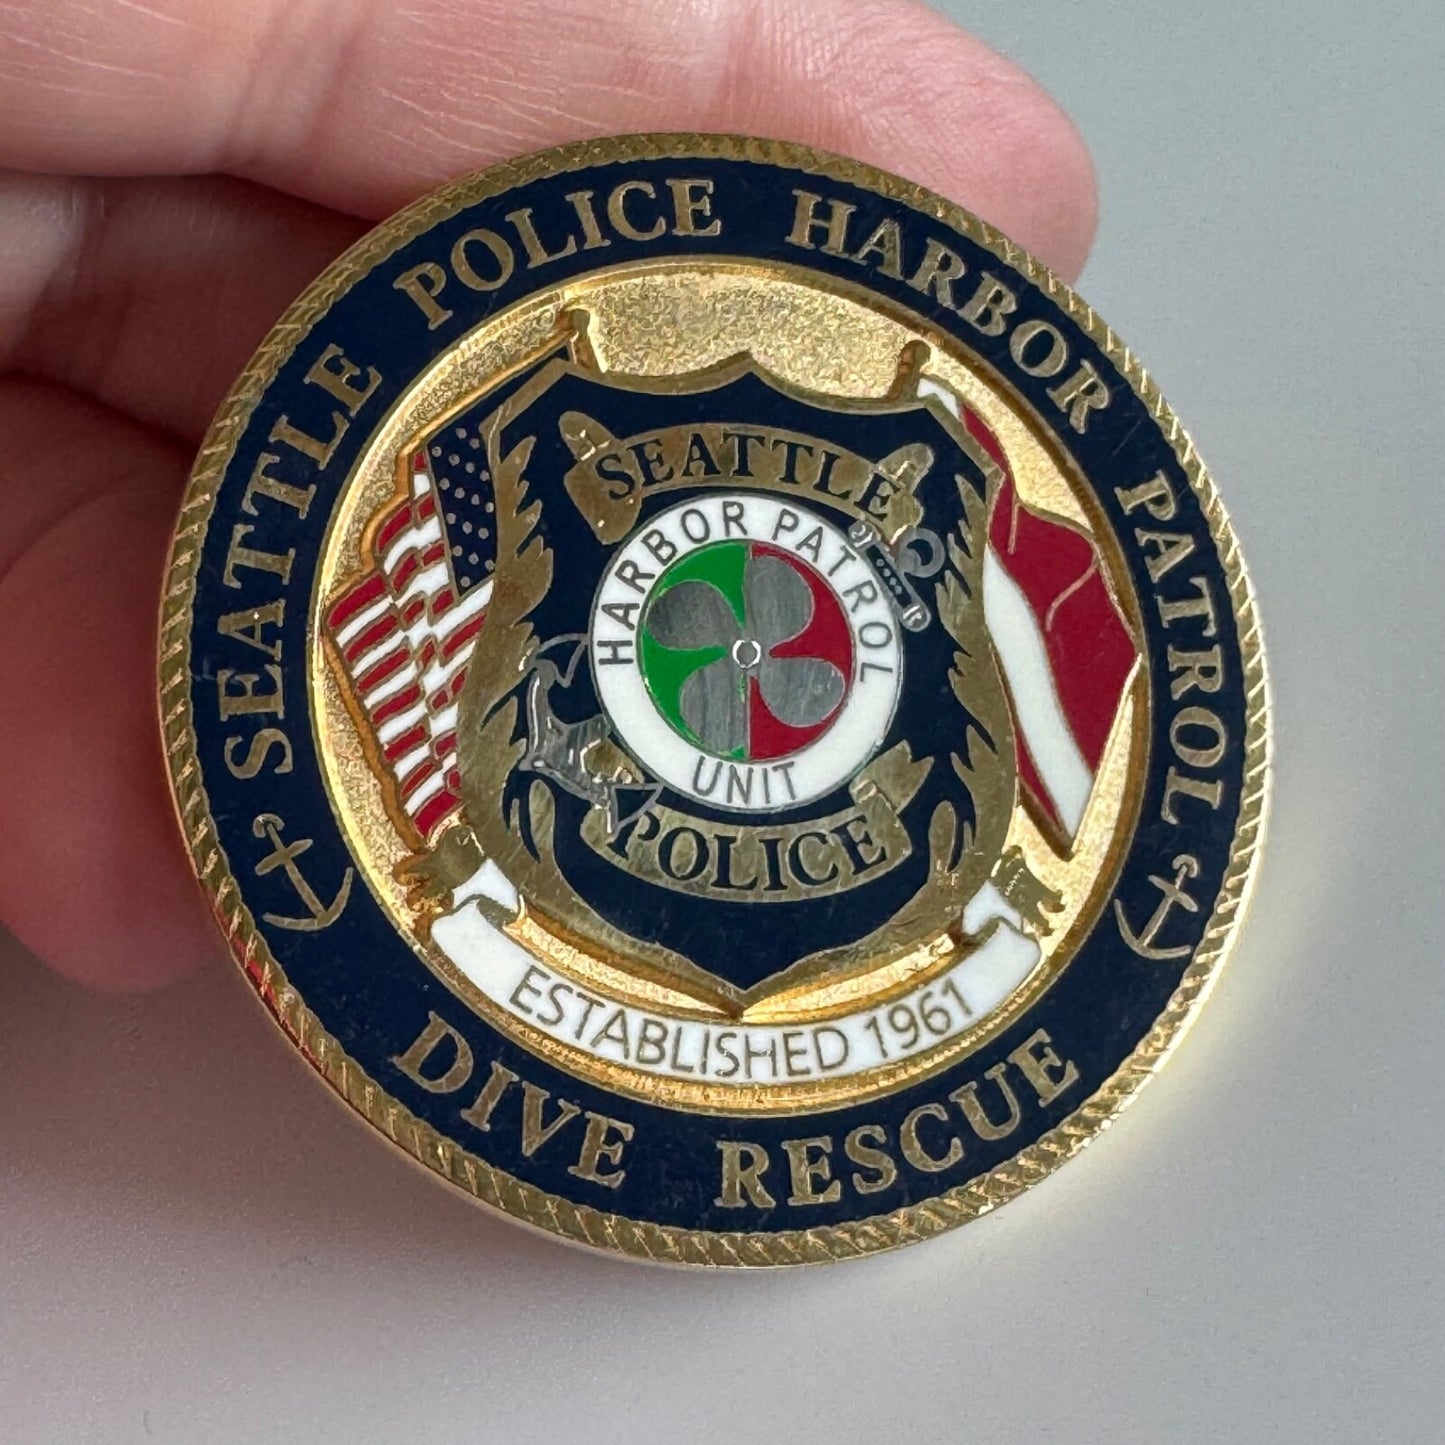 SEATTLE POLICE HARBOR PATROL
SEATTLE
HARBOR PATROL
UNIT
POLICE
ESTABLISHED 1961
DIVE RESCUE